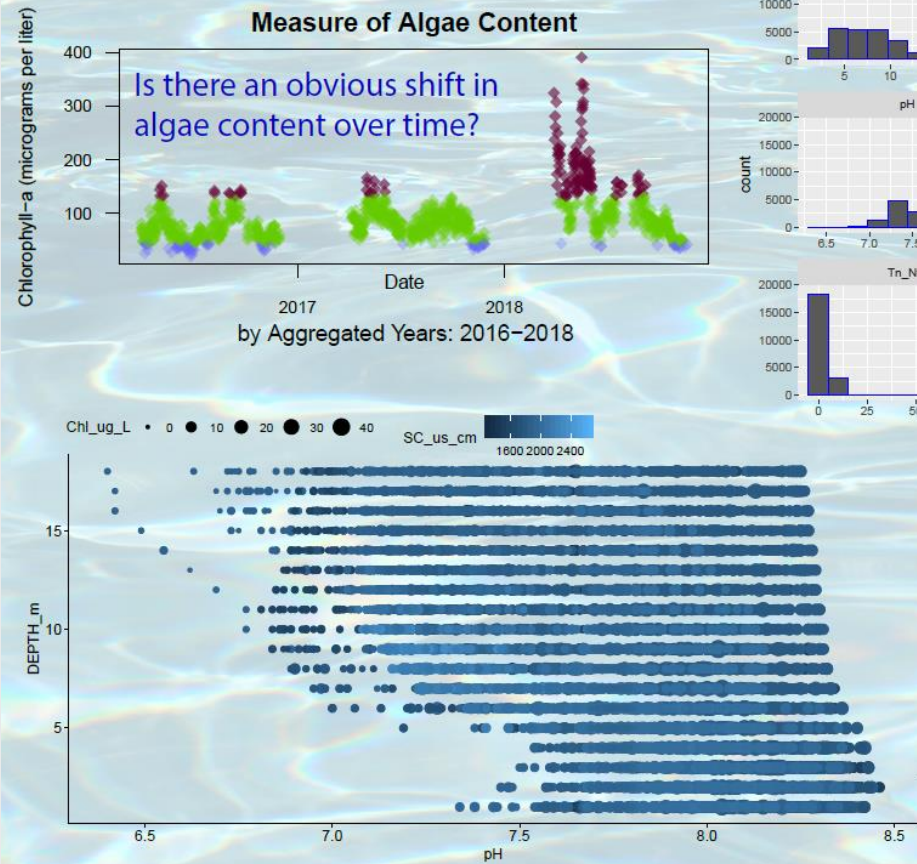 Measure of Algae Content
Chlorophyll−a (micrograms per liter)
400
300
200
100
Is there an obvious shift in
algae content over time?
Date
2017 2018
by Aggregated Years: 2016−2018
10000
5000
0
5 10
pH
count
20000
15000
10000
5000
0
6.5 7.0 7.5
Tn_N
20000
15000
10000
5000
0
0 25
Chl_ug_L 0 10 20 30 40
SC_us_cm
1600 2000 2400
DEPTH_m
15
10
5
6.5 7.0 7.5 8.0 8.5
pH